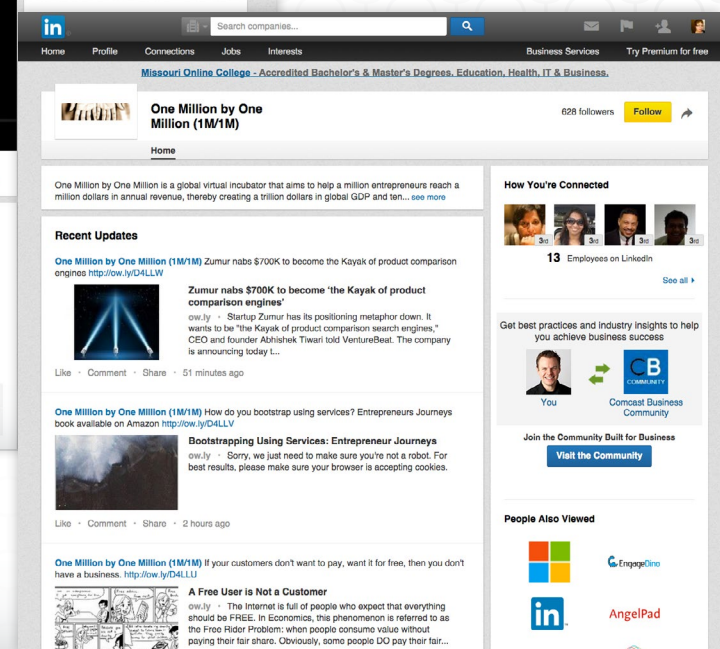 in
Search companies...
Home Profile Connections Jobs Interests Business Services Try Premium for free
Missouri Online College - Accredited Bachelor's & Master's Degrees. Education, Health, IT & Business.
One Million by One
Million (1M/1M)
628 followers Follow
Home
One Million by One Million is a global virtual incubator that aims to help a million entrepreneurs reach a
million dollars in annual revenue, thereby creating a trillion dollars in global GDP and ten... see more
Recent Updates
One Million by One Million (1M/1M) Zumur nabs $700K to become the Kayak of product comparison
engines http://ow.ly/D4LLW
Zumur nabs $700K to become 'the Kayak of product
comparison engines'
ow.ly · Startup Zumur has its positioning metaphor down. It
wants to be "the Kayak of product comparison search engines,"
CEO and founder Abhishek Tiwari told VentureBeat. The company
is announcing today t...
Like · Comment · Share · 51 minutes ago
One Million by One Million (1M/1M) How do you bootstrap using services? Entrepreneurs Journeys
book available on Amazon http://ow.ly/D4LLV
Bootstrapping Using Services: Entrepreneur Journeys
ow.ly · Sorry, we just need to make sure you're not a robot. For
best results, please make sure your browser is accepting cookies.
Like · Comment · Share · 2 hours ago
One Million by One Million (1M/1M) If your customers don't want to pay, want it for free, then you don't
have a business. http://ow.ly/D4LLU
A Free User is Not a Customer
ow.ly · The Internet is full of people who expect that everything
should be FREE. In Economics, this phenomenon is referred to as
the Free Rider Problem: when people consume value without
paying their fair share. Obviously, some people DO pay their fair...
How You're Connected
3rd 3rd 3rd 3rd
13 Employees on LinkedIn
See all
Get best practices and industry insights to help
you achieve business success
CB
COMMUNITY
You
Comcast Business
Community
Join the Community Built for Business
Visit the Community
People Also Viewed
EngageDino
in
AngelPad